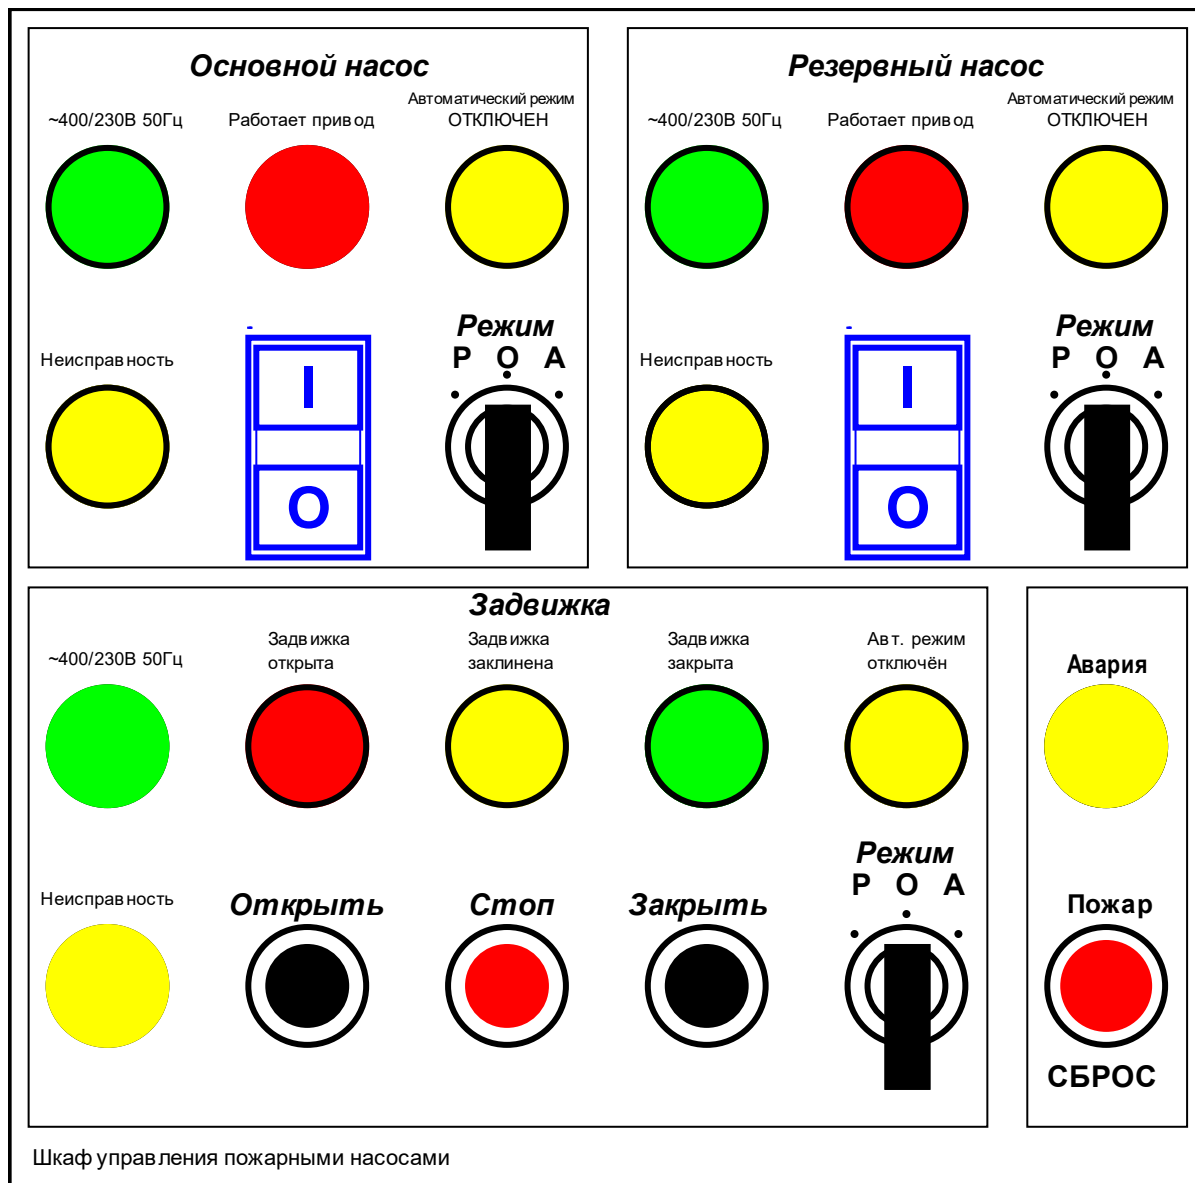 Основной насос
~400/230В 50Гц
Работает привод
Автоматический режим
ОТКЛЮЧЕН
Неисправность
I
O
Режим
Р О А
Резервный насос
~400/230В 50Гц
Работает привод
Автоматический режим
ОТКЛЮЧЕН
Неисправность
I
O
Режим
Р О А
Задвижка
~400/230В 50Гц
Задвижка
открыта
Задвижка
заклинена
Задвижка
закрыта
Авт. режим
отключён
Неисправность
Открыть
Стоп
Закрыть
Режим
Р О А
Авария
Пожар
СБРОС
Шкаф управления пожарными насосами